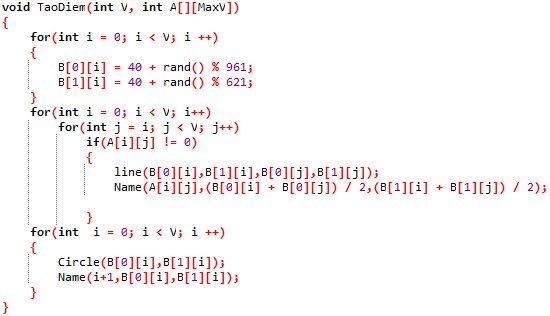 void TaoDiem(int V, int A[][MaxV])
{
    for(int i = 0; i < V; i ++)
    {
        B[0][i] = 40 + rand() % 961;
        B[1][i] = 40 + rand() % 621;
    }
    for(int i = 0; i < V; i++)
        for(int j = i; j < V; j++)
            if(A[i][j] != 0)
            {
                line(B[0][i],B[1][i],B[0][j],B[1][j]);
                Name(A[i][j],(B[0][i] + B[0][j]) / 2,(B[1][i] + B[1][j]) / 2);

            }
    for(int  i = 0; i < V; i ++)
    {
        Circle(B[0][i],B[1][i]);
        Name(i+1,B[0][i],B[1][i]);
    }
}